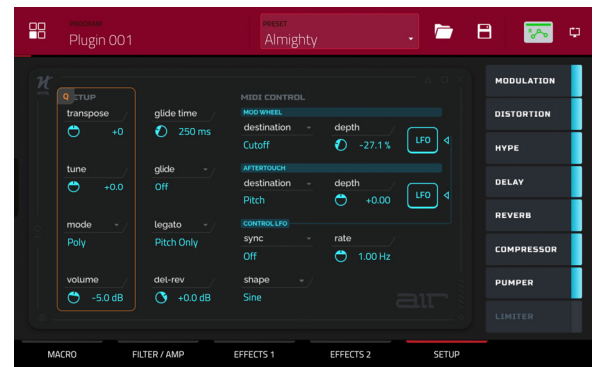 PROGRAM PRESET
Plugin 001 Almighty
Q SETUP MIDI CONTROL
MOD WHEEL
transpose glide time destination depth
+0 250 ms Cutoff -27.1 % LFO
AFTERTOUCH
tune glide destination depth
+0.0 Off Pitch +0.00 LFO
CONTROL LFO
mode legato sync rate
Poly Pitch Only Off 1.00 Hz
volume del-rev shape
-5.0 dB +0.0 dB Sine
air
MODULATION
DISTORTION
HYPE
DELAY
REVERB
COMPRESSOR
PUMPER
LIMITER
MACRO FILTER / AMP EFFECTS 1 EFFECTS 2 SETUP